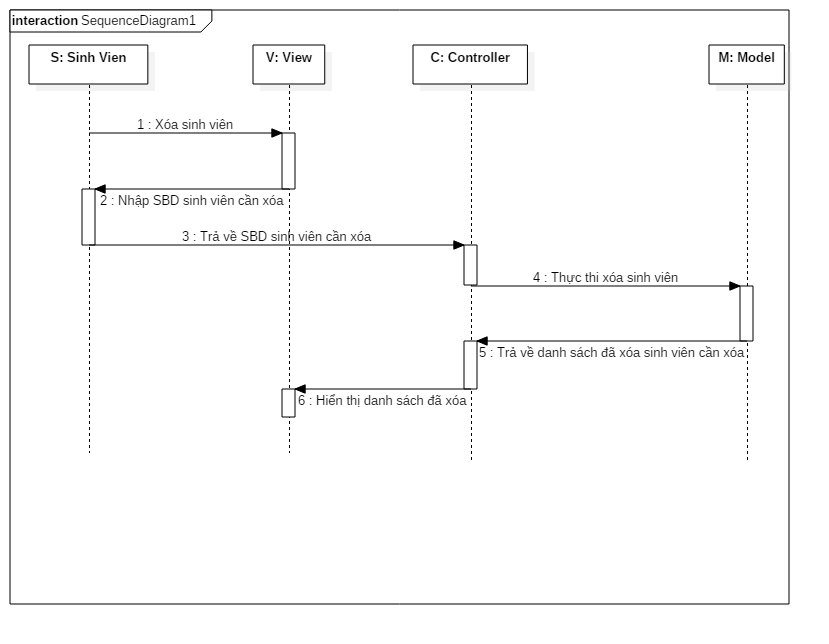 interaction SequenceDiagram1
S: Sinh Vien
V: View
C: Controller
M: Model
1 : Xóa sinh viên
2 : Nhập SBD sinh viên cần xóa
3 : Trả về SBD sinh viên cần xóa
4 : Thực thi xóa sinh viên
5 : Trả về danh sách đã xóa sinh viên cần xóa
6 : Hiển thị danh sách đã xóa